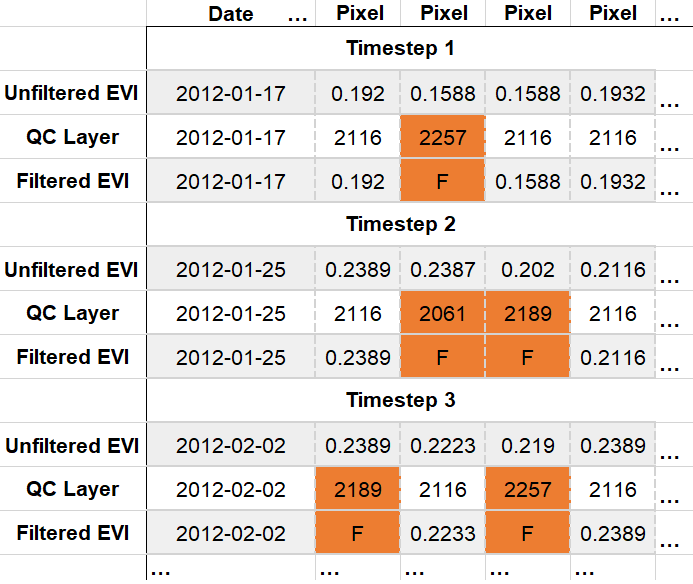 Date ... Pixel Pixel Pixel Pixel ...
Timestep 1
Unfiltered EVI 2012-01-17 0.192 0.1588 0.1588 0.1932 ...
QC Layer 2012-01-17 2116 2257 2116 2116 ...
Filtered EVI 2012-01-17 0.192 F 0.1588 0.1932 ...
Timestep 2
Unfiltered EVI 2012-01-25 0.2389 0.2387 0.202 0.2116 ...
QC Layer 2012-01-25 2116 2061 2189 2116 ...
Filtered EVI 2012-01-25 0.2389 F F 0.2116 ...
Timestep 3
Unfiltered EVI 2012-02-02 0.2389 0.2223 0.219 0.2389 ...
QC Layer 2012-02-02 2189 2116 2257 2116 ...
Filtered EVI 2012-02-02 F 0.2233 F 0.2389 ...
... ... ... ... ...